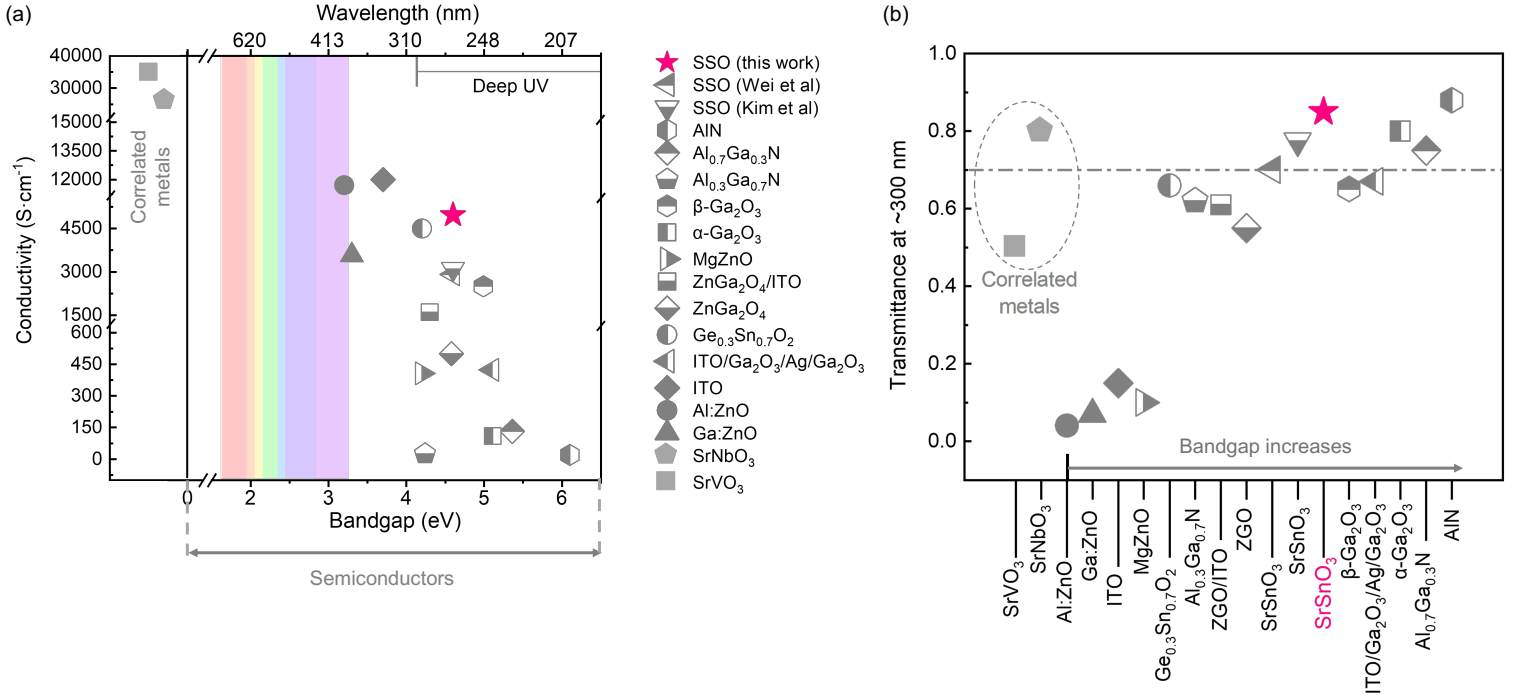 (a)
Wavelength (nm)
620 413 310 248 207
Conductivity (S·cm⁻¹)
40000
30000
15000
13500
12000
4500
3000
1500
600
450
300
150
0
Correlated
metals
Deep UV
0 2 3 4 5 6
Bandgap (eV)
Semiconductors
SSO (this work)
SSO (Wei et al)
SSO (Kim et al)
AlN
Al₀.₇Ga₀.₃N
Al₀.₃Ga₀.₇N
β-Ga₂O₃
α-Ga₂O₃
MgZnO
ZnGa₂O₄/ITO
ZnGa₂O₄
Ge₀.₃Sn₀.₇O₂
ITO/Ga₂O₃/Ag/Ga₂O₃
ITO
Al:ZnO
Ga:ZnO
SrNbO₃
SrVO₃
(b)
Transmittance at ~300 nm
1.0
0.8
0.6
0.4
0.2
0.0
Correlated
metals
Bandgap increases
SrVO₃
SrNbO₃
Al:ZnO
Ga:ZnO
ITO
MgZnO
Ge₀.₃Sn₀.₇O₂
Al₀.₃Ga₀.₇N
ZGO/ITO
ZGO
SrSnO₃
SrSnO₃
SrSnO₃
β-Ga₂O₃
ITO/Ga₂O₃/Ag/Ga₂O₃
α-Ga₂O₃
Al₀.₇Ga₀.₃N
AlN